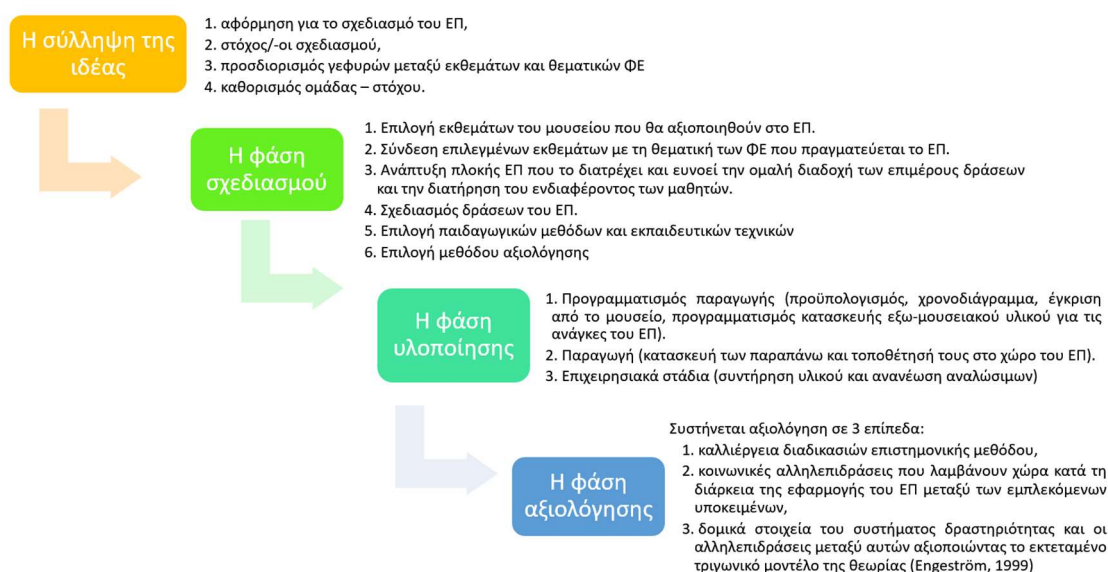 Η σύλληψη της
ιδέας
1. αφόρμηση για το σχεδιασμό του ΕΠ,
2. στόχος/-οι σχεδιασμού,
3. προσδιορισμός γεφυρών μεταξύ εκθεμάτων και θεματικών ΦΕ
4. καθορισμός ομάδας – στόχου.
Η φάση
σχεδιασμού
1. Επιλογή εκθεμάτων του μουσείου που θα αξιοποιηθούν στο ΕΠ.
2. Σύνδεση επιλεγμένων εκθεμάτων με τη θεματική των ΦΕ που πραγματεύεται το ΕΠ.
3. Ανάπτυξη πλοκής ΕΠ που το διατρέχει και ευνοεί την ομαλή διαδοχή των επιμέρους δράσεων
και την διατήρηση του ενδιαφέροντος των μαθητών.
4. Σχεδιασμός δράσεων του ΕΠ.
5. Επιλογή παιδαγωγικών μεθόδων και εκπαιδευτικών τεχνικών
6. Επιλογή μεθόδου αξιολόγησης
Η φάση
υλοποίησης
1. Προγραμματισμός παραγωγής (προϋπολογισμός, χρονοδιάγραμμα, έγκριση
από το μουσείο, προγραμματισμός κατασκευής εξω-μουσειακού υλικού για τις
ανάγκες του ΕΠ).
2. Παραγωγή (κατασκευή των παραπάνω και τοποθέτησή τους στο χώρο του ΕΠ).
3. Επιχειρησιακά στάδια (συντήρηση υλικού και ανανέωση αναλώσιμων)
Η φάση
αξιολόγησης
Συστήνεται αξιολόγηση σε 3 επίπεδα:
1. καλλιέργεια διαδικασιών επιστημονικής μεθόδου,
2. κοινωνικές αλληλεπιδράσεις που λαμβάνουν χώρα κατά τη
διάρκεια της εφαρμογής του ΕΠ μεταξύ των εμπλεκόμενων
υποκειμένων,
3. δομικά στοιχεία του συστήματος δραστηριότητας και οι
αλληλεπιδράσεις μεταξύ αυτών αξιοποιώντας το εκτεταμένο
τριγωνικό μοντέλο της θεωρίας (Engeström, 1999)